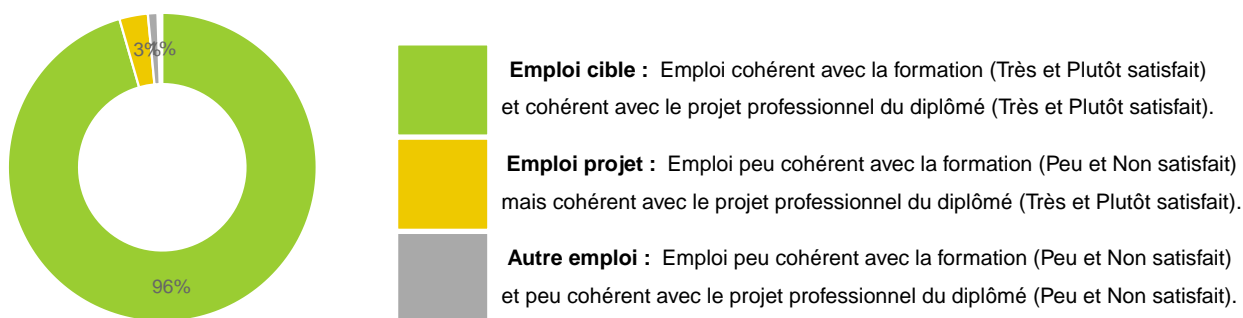 3%
1%
96%
Emploi cible : Emploi cohérent avec la formation (Très et Plutôt satisfait)
et cohérent avec le projet professionnel du diplômé (Très et Plutôt satisfait).
Emploi projet : Emploi peu cohérent avec la formation (Peu et Non satisfait)
mais cohérent avec le projet professionnel du diplômé (Très et Plutôt satisfait).
Autre emploi : Emploi peu cohérent avec la formation (Peu et Non satisfait)
et peu cohérent avec le projet professionnel du diplômé (Peu et Non satisfait).